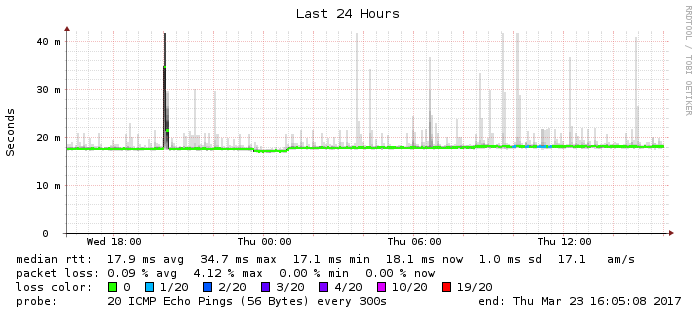 Last 24 Hours
RRDTOOL / TOBI OETIKER
Seconds
40 m
30 m
20 m
10 m
0
Wed 18:00 Thu 00:00 Thu 06:00 Thu 12:00
median rtt: 17.9 ms avg 34.7 ms max 17.1 ms min 18.1 ms now 1.0 ms sd 17.1 am/s
packet loss: 0.09 % avg 4.12 % max 0.00 % min 0.00 % now
loss color: 0 1/20 2/20 3/20 4/20 10/20 19/20
probe: 20 ICMP Echo Pings (56 Bytes) every 300s end: Thu Mar 23 16:05:08 2017